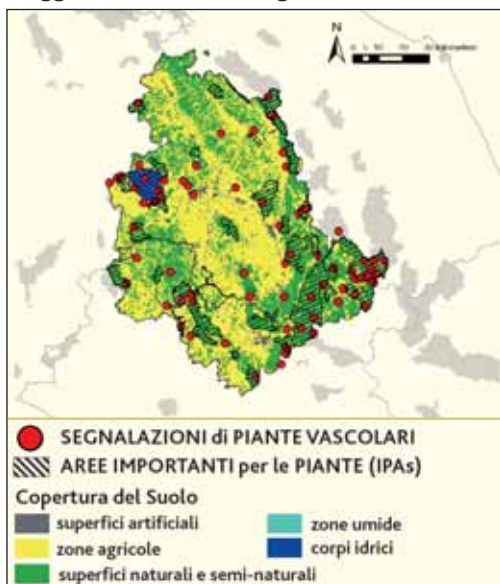 N
SEGNALAZIONI di PIANTE VASCOLARI
AREE IMPORTANTI per le PIANTE (IPAs)
Copertura del Suolo
superfici artificiali
zone umide
zone agricole
corpi idrici
superfici naturali e semi-naturali